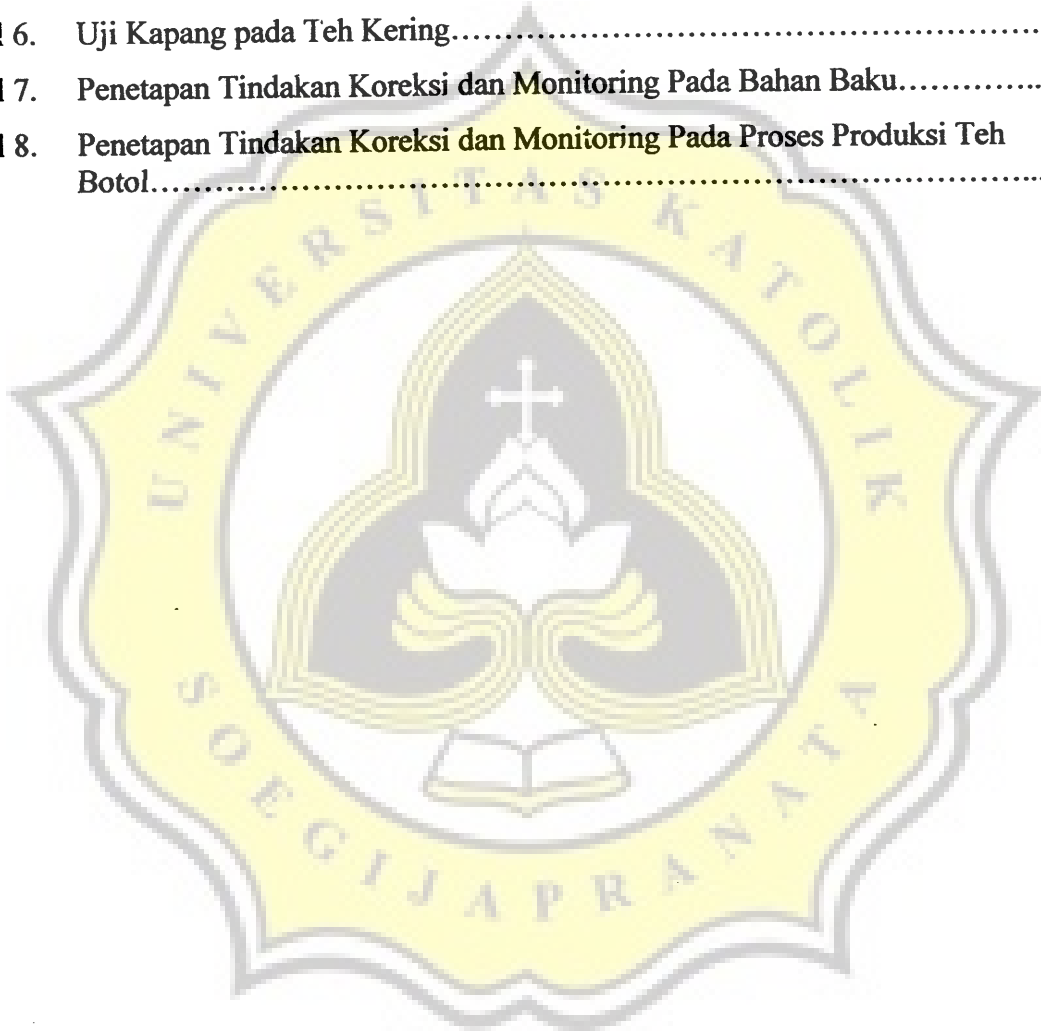 l 6. Uji Kapang pada Teh Kering……………………………………………………
l 7. Penetapan Tindakan Koreksi dan Monitoring Pada Bahan Baku…………..
l 8. Penetapan Tindakan Koreksi dan Monitoring Pada Proses Produksi Teh
Botol……………………………………………………………………………..
UNIVERSITAS KATOLIK
SOEGIJAPRANATA